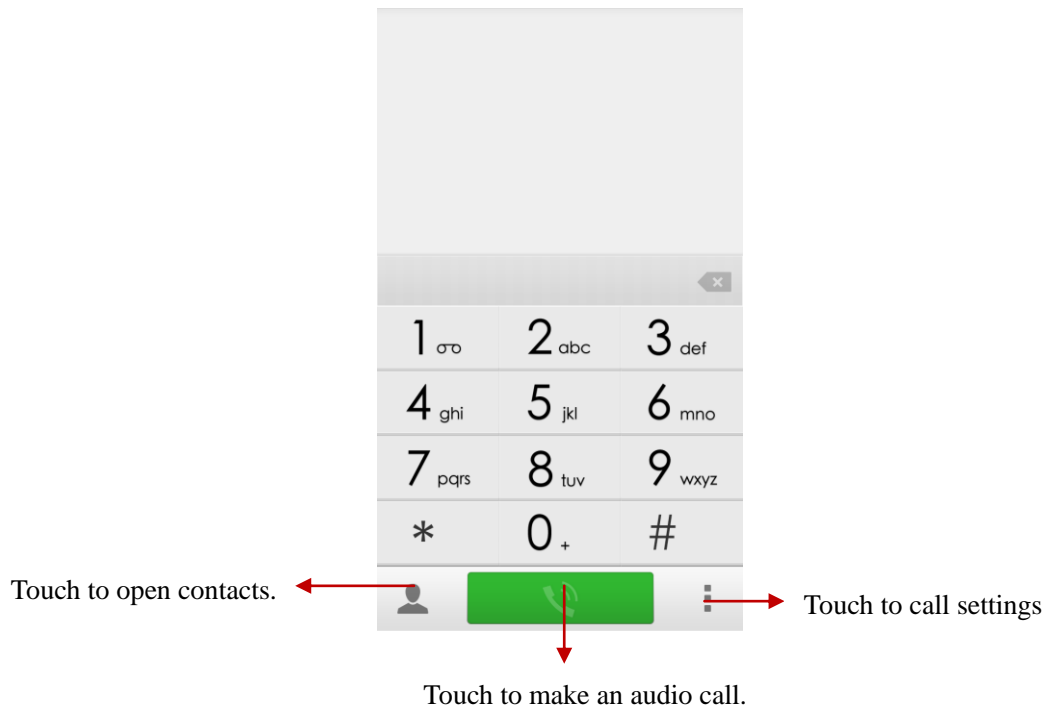 1
2 abc
3 def
4 ghi
5 jkl
6 mno
7 pqrs
8 tuv
9 wxyz
*
0 +
#
Touch to open contacts.
Touch to call settings
Touch to make an audio call.